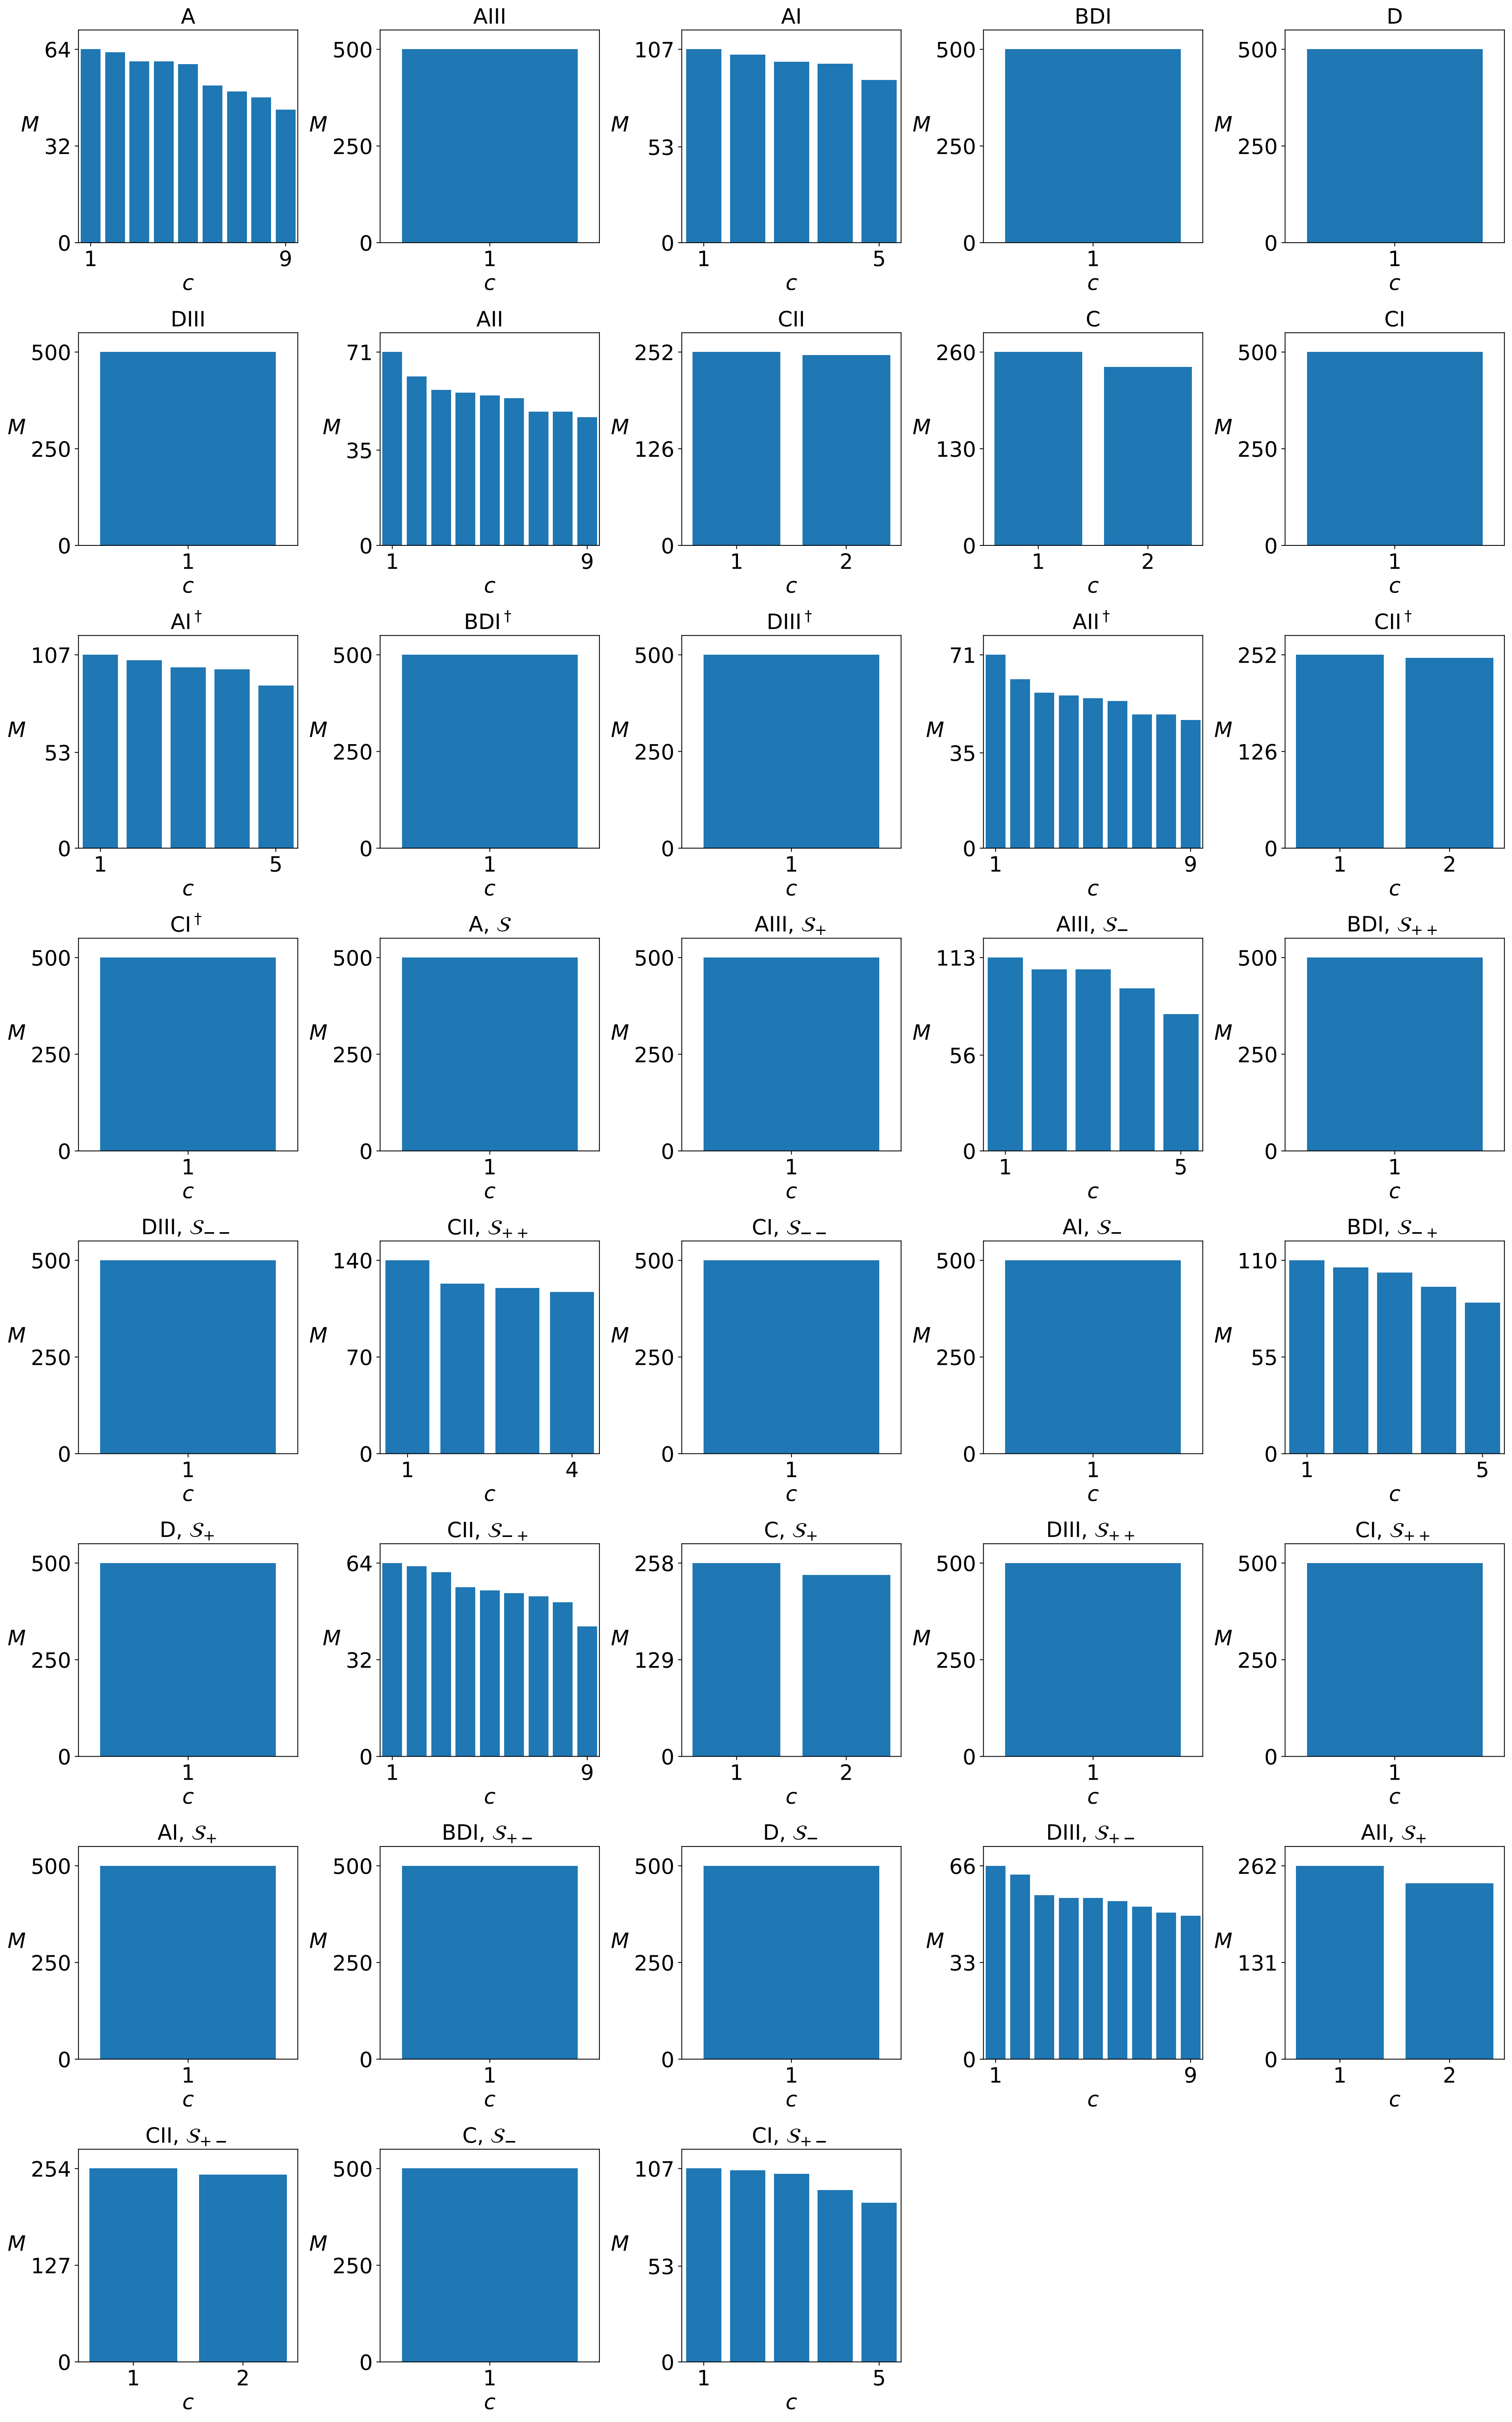 A AIII AI BDI D
64 500 107 500 500
M M M M M
32 250 53 250 250
0 0 0 0 0
1 9 1 1 5 1 1
c c c c c
DIII AII CII C CI
500 71 252 260 500
M M M M M
250 35 126 130 250
0 0 0 0 0
1 1 9 1 2 1 2 1
c c c c c
AI† BDI† DIII† AII† CII†
107 500 500 71 252
M M M M M
53 250 250 35 126
0 0 0 0 0
1 5 1 1 1 9 1 2
c c c c c
CI† A, 𝒮 AIII, 𝒮₊ AIII, 𝒮₋ BDI, 𝒮₊₊
500 500 500 113 500
M M M M M
250 250 250 56 250
0 0 0 0 0
1 1 1 1 5 1
c c c c c
DIII, 𝒮₋₋ CII, 𝒮₊₊ CI, 𝒮₋₋ AI, 𝒮₋ BDI, 𝒮₋₊
500 140 500 500 110
M M M M M
250 70 250 250 55
0 0 0 0 0
1 1 4 1 1 1 5
c c c c c
D, 𝒮₊ CII, 𝒮₋₊ C, 𝒮₊ DIII, 𝒮₊₊ CI, 𝒮₊₊
500 64 258 500 500
M M M M M
250 32 129 250 250
0 0 0 0 0
1 1 9 1 2 1 1
c c c c c
AI, 𝒮₊ BDI, 𝒮₊₋ D, 𝒮₋ DIII, 𝒮₊₋ AII, 𝒮₊
500 500 500 66 262
M M M M M
250 250 250 33 131
0 0 0 0 0
1 1 1 1 9 1 2
c c c c c
CII, 𝒮₊₋ C, 𝒮₋ CI, 𝒮₊₋
254 500 107
M M M
127 250 53
0 0 0
1 2 1 1 5
c c c